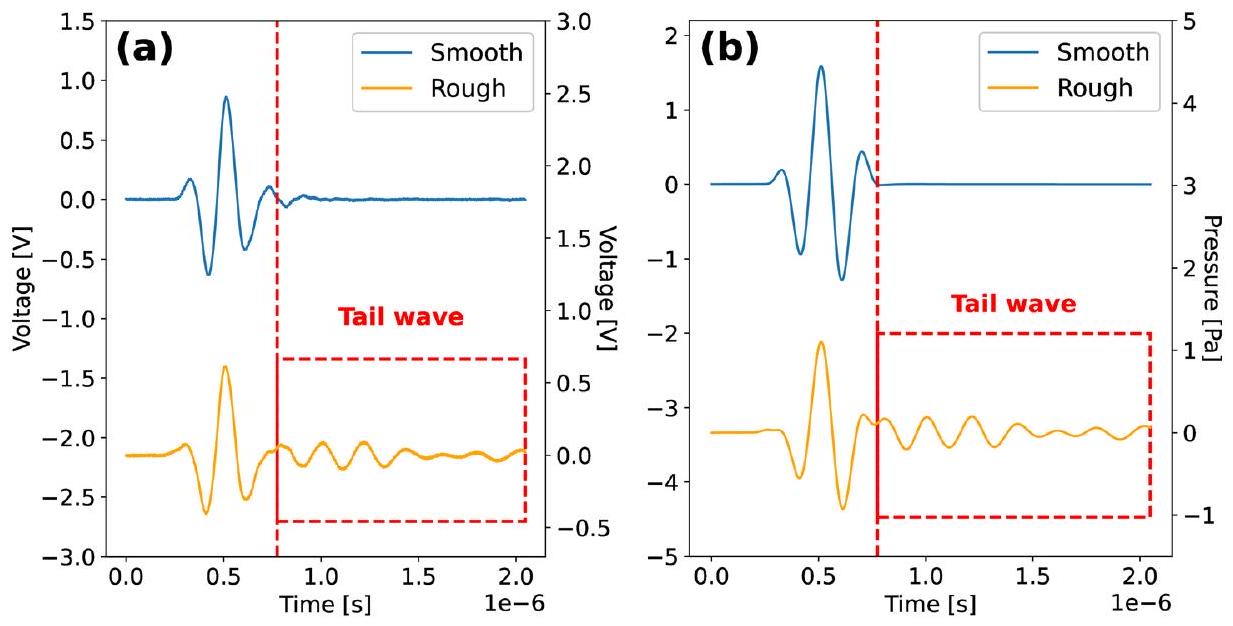 (a)
Smooth
Rough
1.5
1.0
0.5
0.0
−0.5
−1.0
−1.5
−2.0
−2.5
−3.0
Voltage [V]
3.0
2.5
2.0
1.5
1.0
0.5
0.0
−0.5
Voltage [V]
Tail wave
0.0
0.5
1.0
1.5
2.0
1e−6
Time [s]
(b)
Smooth
Rough
2
1
0
−1
−2
−3
−4
−5
5
4
3
2
1
0
−1
Pressure [Pa]
Tail wave
0.0
0.5
1.0
1.5
2.0
1e−6
Time [s]